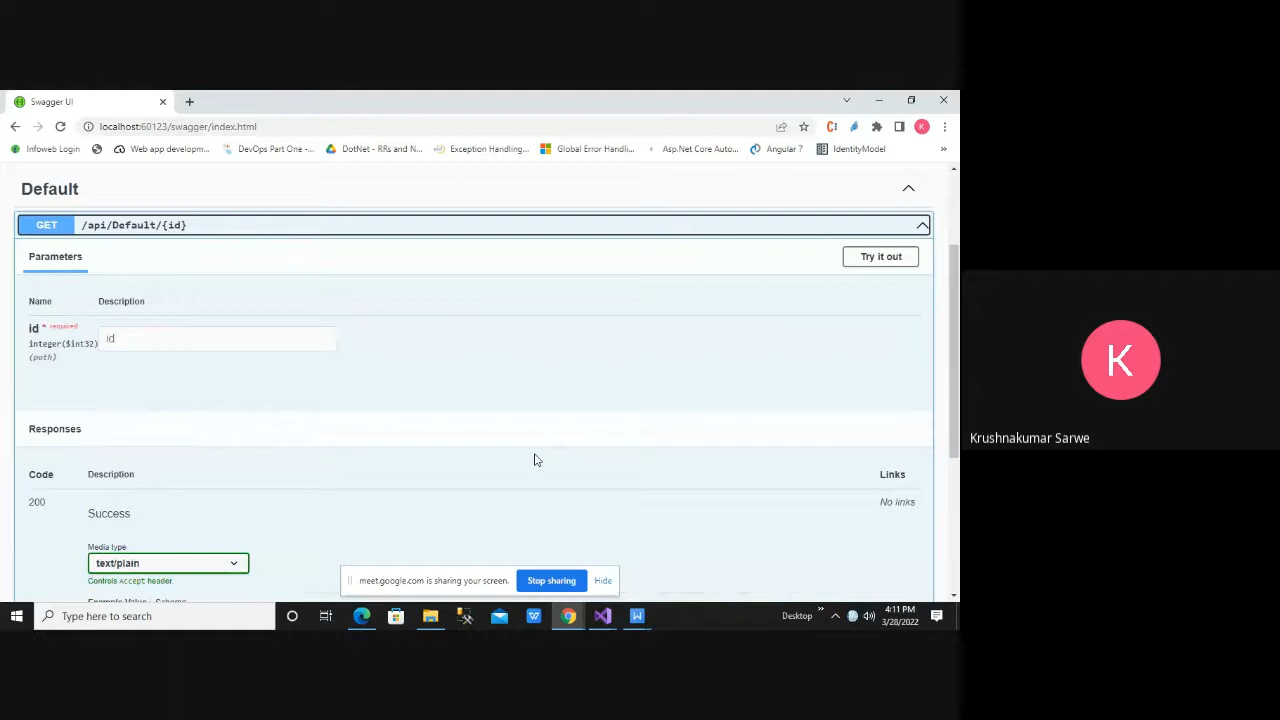 Swagger UI
localhost:60123/swagger/index.html
K
Infoweb Login
Web app developm...
DevOps Part One -...
DotNet - RRs and N...
Exception Handling...
Global Error Handli...
Asp.Net Core Auto...
Angular 7
IdentityModel
»
Default
GET /api/Default/{id}
Parameters
Try it out
Name Description
id * required
integer($int32)
(path)
id
Responses
Code Description Links
200 No links
Success
Media type
text/plain
Controls Accept header.
Example Value Schema
meet.google.com is sharing your screen.
Stop sharing
Hide
Type here to search
Desktop »
4:11 PM
3/28/2022
K
Krushnakumar Sarwe